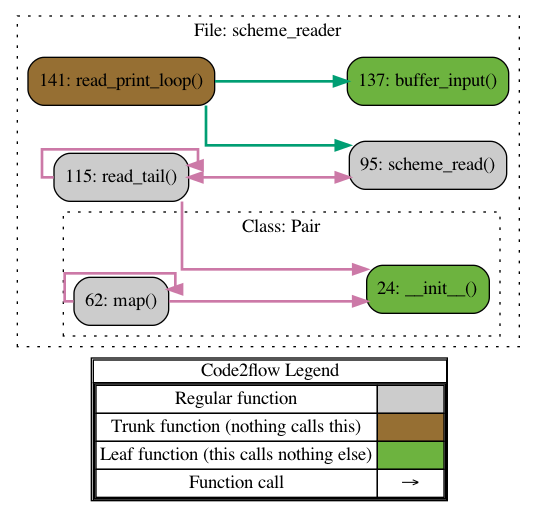 File: scheme_reader
141: read_print_loop()
137: buffer_input()
115: read_tail()
95: scheme_read()
Class: Pair
62: map()
24: __init__()
Code2flow Legend
Regular function
Trunk function (nothing calls this)
Leaf function (this calls nothing else)
Function call →